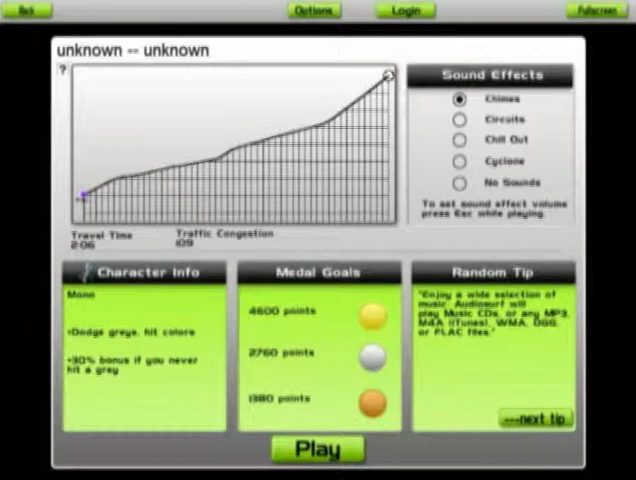 Back
Options
Login
Fullscreen
unknown -- unknown
?
Travel Time
2:06
Traffic Congestion
109
Sound Effects
Chimes
Circuits
Chill Out
Cyclone
No Sounds
To set sound effect volume
press Esc while playing.
Character Info
Mono
•Dodge greys, hit colors
•30% bonus if you never
hit a grey
Medal Goals
4600 points
2760 points
1380 points
Random Tip
"Enjoy a wide selection of
music. Audiosurf will
play Music CDs, or any MP3,
M4A (iTunes), WMA, OGG,
or FLAC files."
---next tip
Play